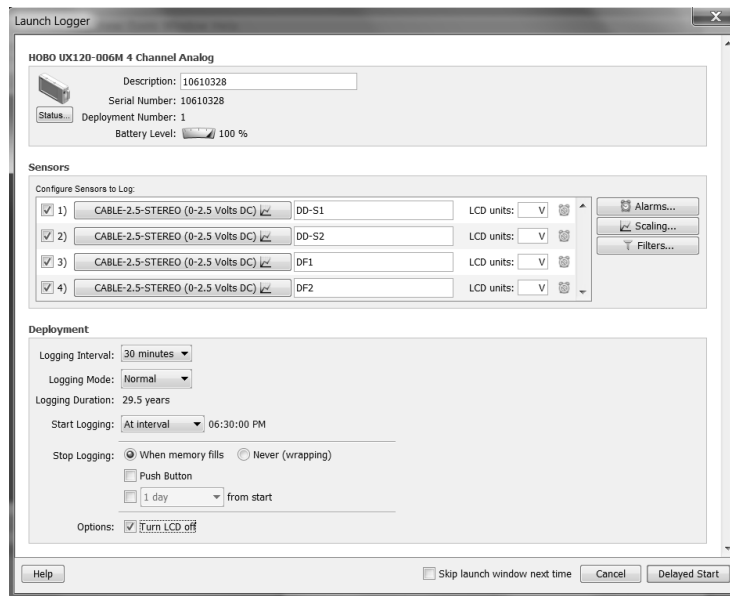 Launch Logger
HOBO UX120-006M 4 Channel Analog
Description: 10610328
Serial Number: 10610328
Status... Deployment Number: 1
Battery Level: 100 %
Sensors
Configure Sensors to Log:
1) CABLE-2.5-STEREO (0-2.5 Volts DC) DD-S1 LCD units: V Alarms...
2) CABLE-2.5-STEREO (0-2.5 Volts DC) DD-S2 LCD units: V Scaling...
3) CABLE-2.5-STEREO (0-2.5 Volts DC) DF1 LCD units: V Filters...
4) CABLE-2.5-STEREO (0-2.5 Volts DC) DF2 LCD units: V
Deployment
Logging Interval: 30 minutes
Logging Mode: Normal
Logging Duration: 29.5 years
Start Logging: At interval 06:30:00 PM
Stop Logging: When memory fills Never (wrapping)
Push Button
1 day from start
Options: Turn LCD off
Help Skip launch window next time Cancel Delayed Start